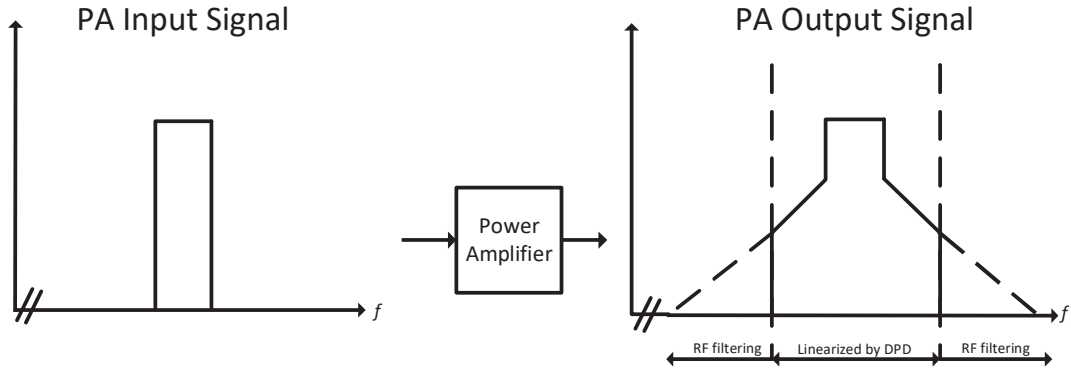 PA Input Signal
PA Output Signal
Power
Amplifier
f
f
RF filtering
Linearized by DPD
RF filtering